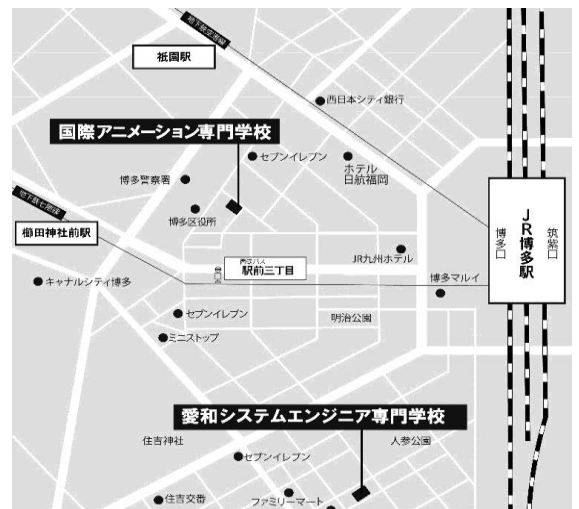 地下鉄空港線
祇園駅
西日本シティ銀行
国際アニメーション専門学校
セブンイレブン
ホテル
日航福岡
博多警察署
博多区役所
地下鉄七隈線
櫛田神社前駅
キャナルシティ博多
西鉄バス
駅前三丁目
JR九州ホテル
博多マルイ
博多口
JR博多駅
筑紫口
セブンイレブン
ミニストップ
明治公園
愛和システムエンジニア専門学校
住吉神社
人参公園
セブンイレブン
住吉交番
ファミリーマート